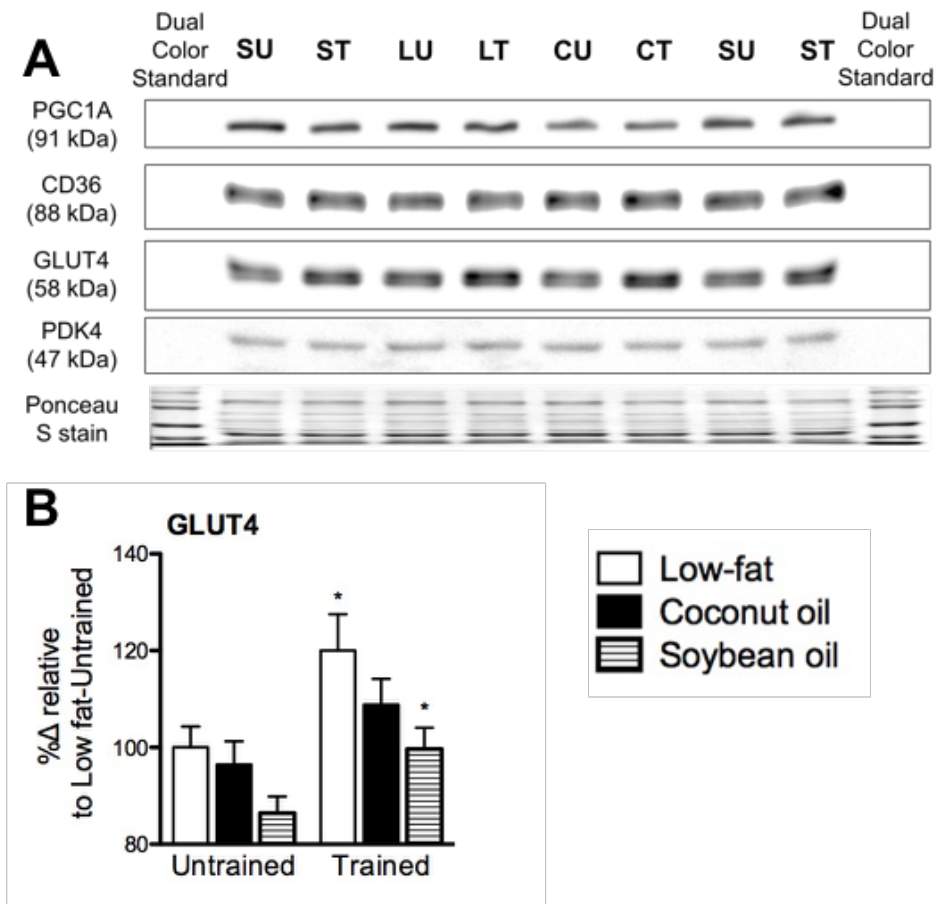 A
Dual
Color
Standard
SU ST LU LT CU CT SU ST
Dual
Color
Standard
PGC1A
(91 kDa)
CD36
(88 kDa)
GLUT4
(58 kDa)
PDK4
(47 kDa)
Ponceau
S stain
B
GLUT4
%Δ relative
to Low fat-Untrained
140
120
100
80
*
*
Untrained Trained
Low-fat
Coconut oil
Soybean oil